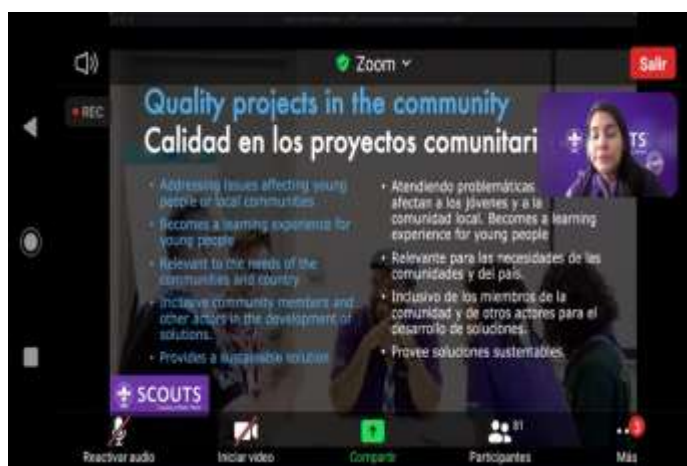 Zoom
Salir
REC
Quality projects in the community
Calidad en los proyectos comunitari
TS
• Addressing issues affecting young
people or local communities
• Becomes a learning experience for
young people
• Relevant to the needs of the
communities and country
• Inclusive community members and
other actors in the development of
solutions.
• Provides a sustainable solution
• Atendiendo problemáticas
afectan a los jóvenes y a la
comunidad local. Becomes a learning
experience for young people
• Relevante para las necesidades de las
comunidades y del país.
• Inclusivo de los miembros de la
comunidad y de otros actores para el
desarrollo de soluciones.
• Provee soluciones sustentables.
SCOUTS
81
3
Reactivar audio
Iniciar video
Compartir
Participantes
Más